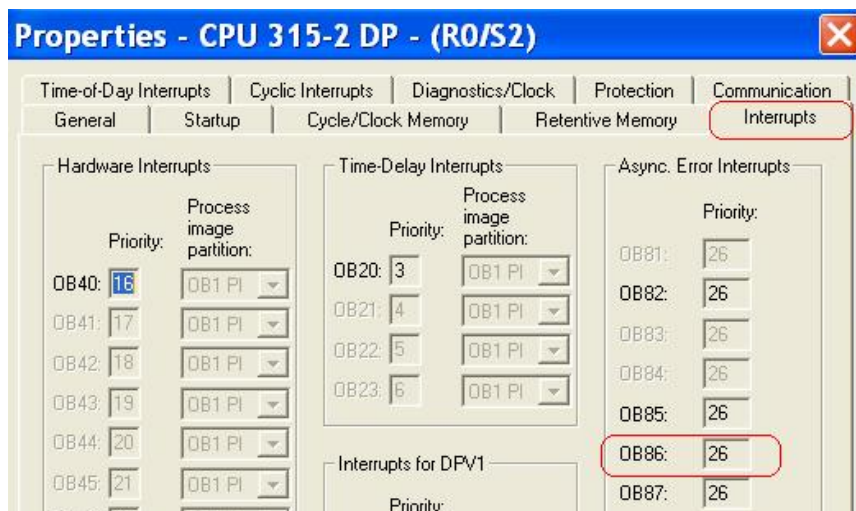 Properties - CPU 315-2 DP - (R0/S2)
Time-of-Day Interrupts Cyclic Interrupts Diagnostics/Clock Protection Communication
General Startup Cycle/Clock Memory Retentive Memory Interrupts
Hardware Interrupts
Priority:
Process
image
partition:
OB40: 16 OB1 PI
OB41: 17 OB1 PI
OB42: 18 OB1 PI
OB43: 19 OB1 PI
OB44: 20 OB1 PI
OB45: 21 OB1 PI
Time-Delay Interrupts
Priority:
Process
image
partition:
OB20: 3 OB1 PI
OB21: 4 OB1 PI
OB22: 5 OB1 PI
OB23: 6 OB1 PI
Interrupts for DPV1
Priority:
Async. Error Interrupts
Priority:
OB81: 26
OB82: 26
OB83: 26
OB84: 26
OB85: 26
OB86: 26
OB87: 26